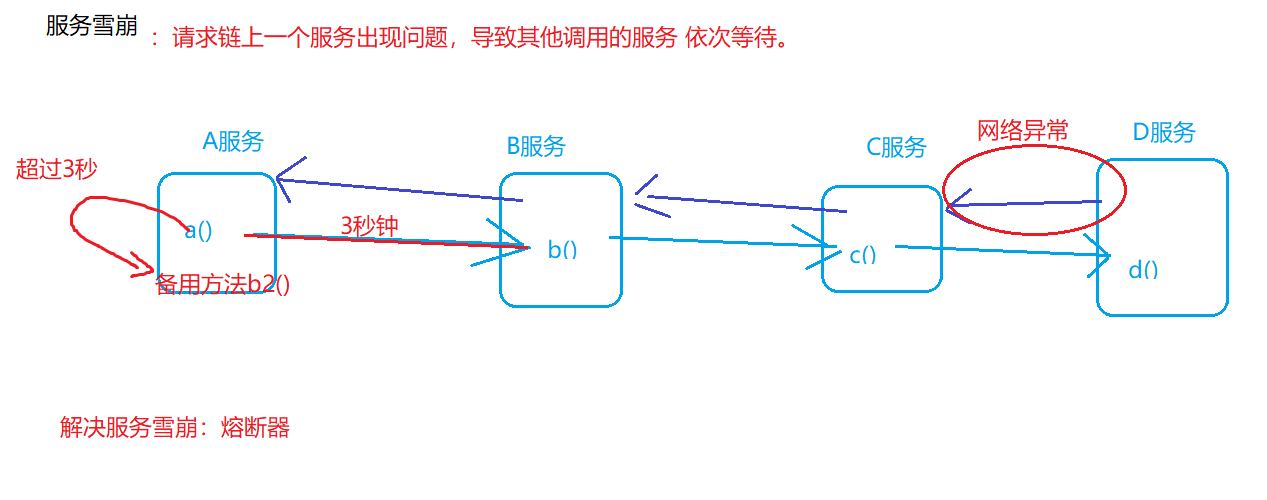 服务雪崩
：请求链上一个服务出现问题，导致其他调用的服务 依次等待。
A服务
B服务
C服务
网络异常
D服务
超过3秒
a()
3秒钟
b()
c()
d()
备用方法b2()
解决服务雪崩：熔断器